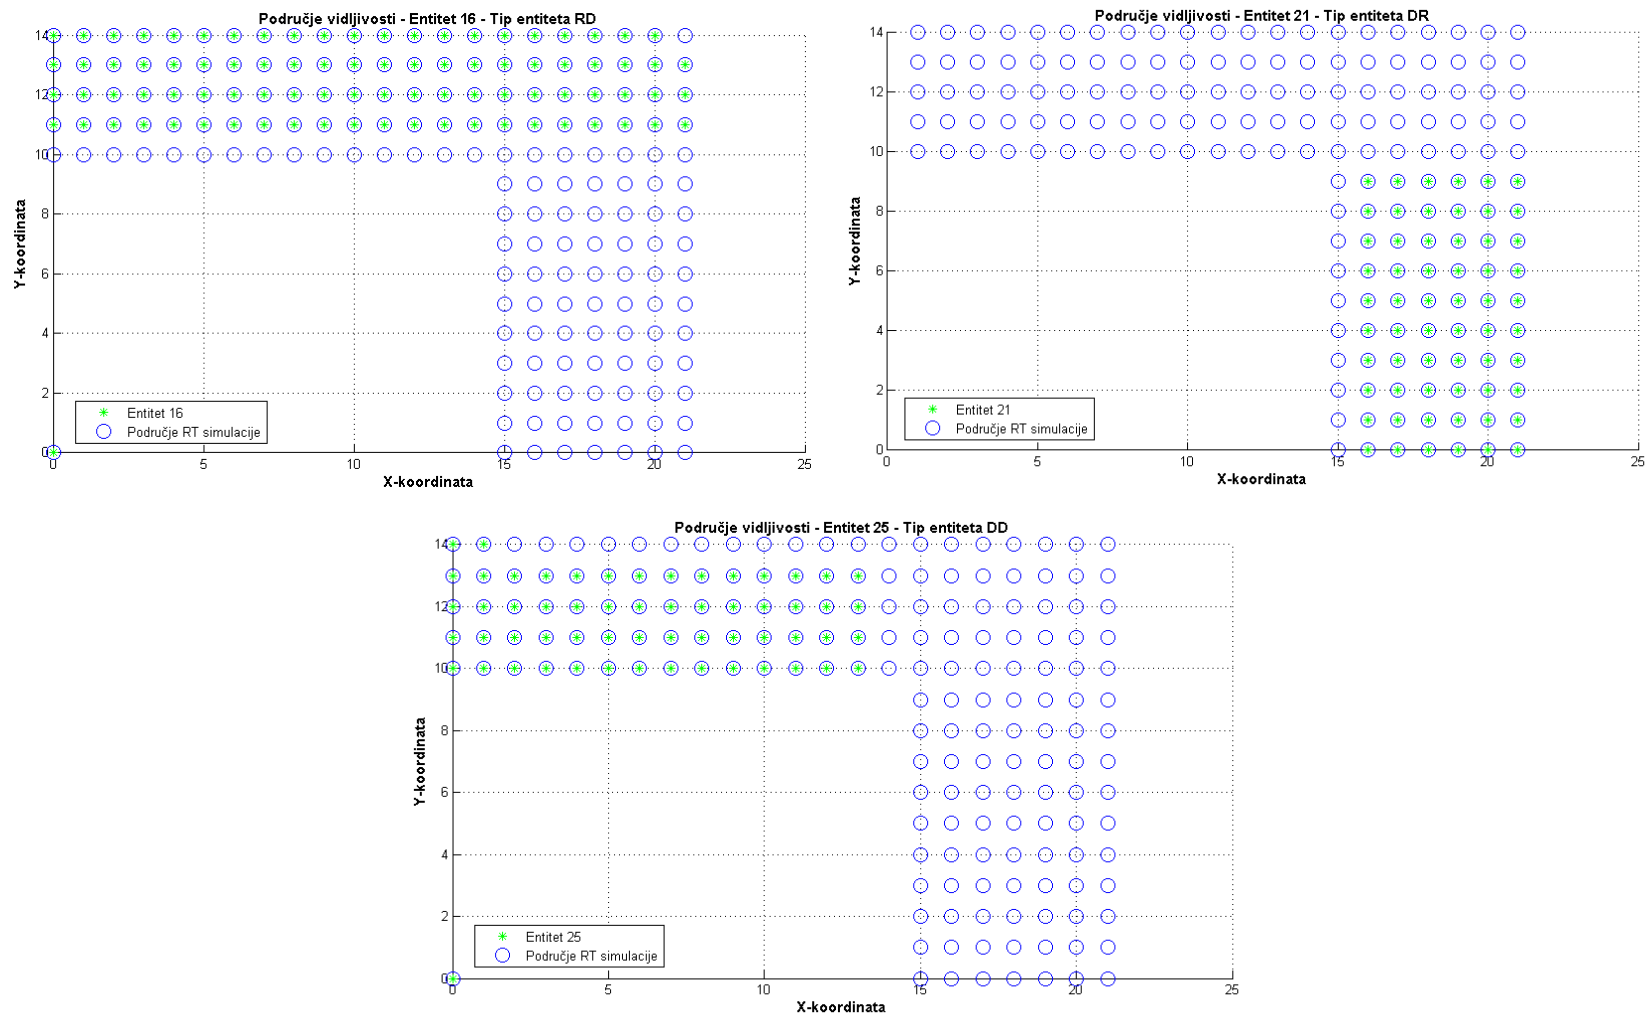 Područje vidljivosti - Entitet 16 - Tip entiteta RD
14
12
10
8
6
4
2
0
Y-koordinata
Entitet 16
Područje RT simulacije
0 5 10 15 20 25
X-koordinata
Područje vidljivosti - Entitet 21 - Tip entiteta DR
14
12
10
8
6
4
2
0
Y-koordinata
Entitet 21
Područje RT simulacije
0 5 10 15 20 25
X-koordinata
Područje vidljivosti - Entitet 25 - Tip entiteta DD
14
12
10
8
6
4
2
0
Y-koordinata
Entitet 25
Područje RT simulacije
0 5 10 15 20 25
X-koordinata